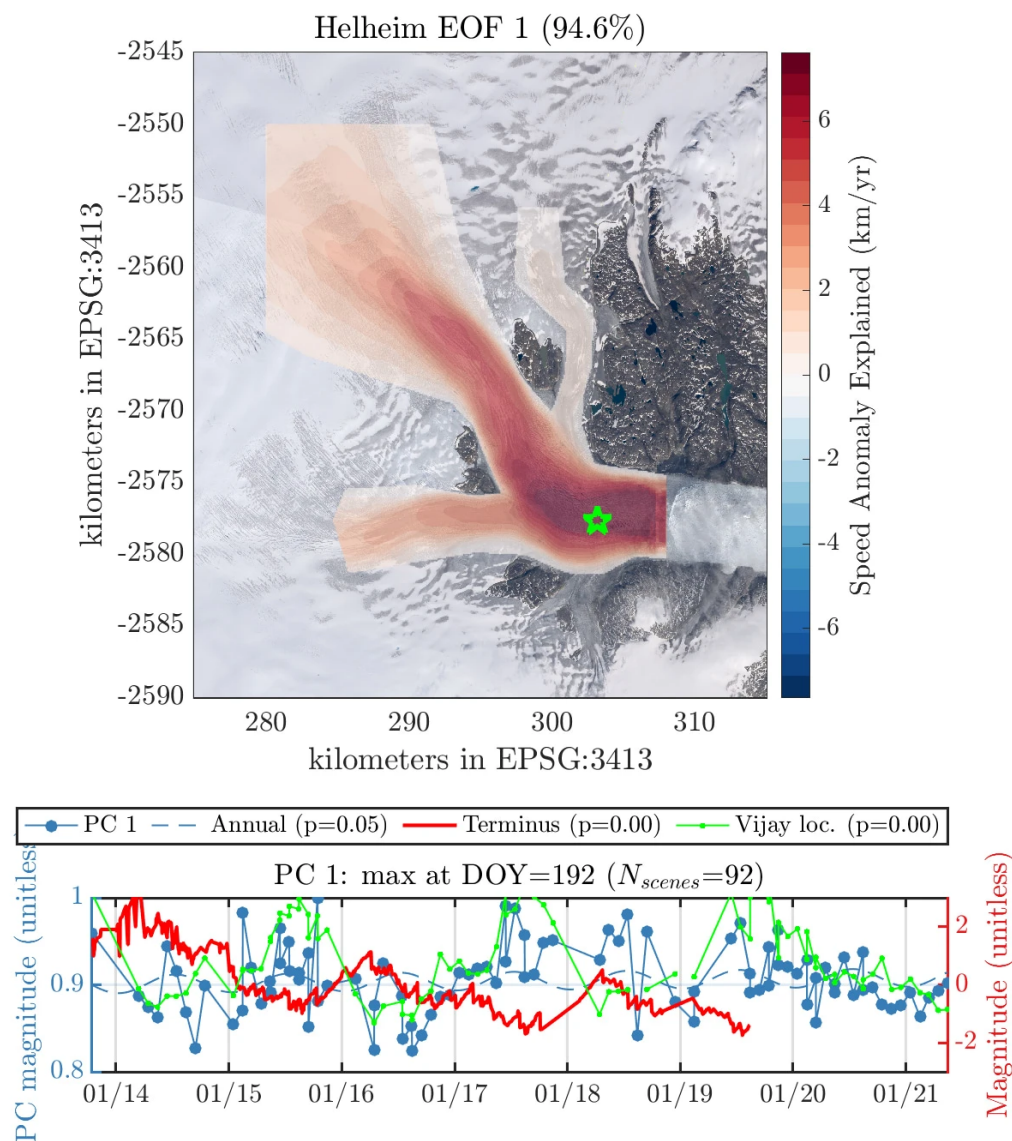 Helheim EOF 1 (94.6%)
-2545
-2550
-2555
-2560
-2565
-2570
-2575
-2580
-2585
-2590
kilometers in EPSG:3413
280 290 300 310
kilometers in EPSG:3413
6
4
2
0
-2
-4
-6
Speed Anomaly Explained (km/yr)
PC 1 Annual (p=0.05) Terminus (p=0.00) Vijay loc. (p=0.00)
PC 1: max at DOY=192 (Nscenes=92)
PC magnitude (unitless
1
0.9
0.8
2
0
-2
Magnitude (unitless)
01/14 01/15 01/16 01/17 01/18 01/19 01/20 01/21